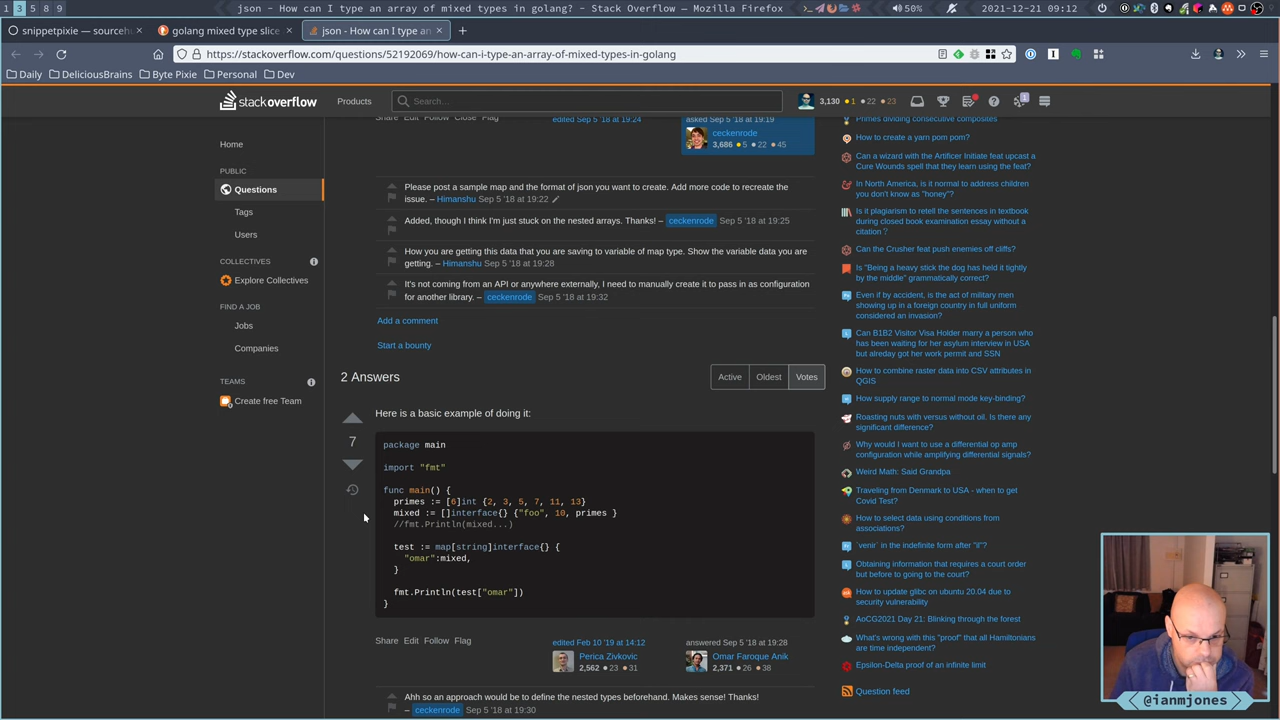 1 3 5 8 9
json - How can I type an array of mixed types in golang? - Stack Overflow — Mozilla Firefox
50%
2021-12-21 09:12
snippetpixie — sourceh
golang mixed type slice
json - How can I type an
https://stackoverflow.com/questions/52192069/how-can-i-type-an-array-of-mixed-types-in-golang
Daily
DeliciousBrains
Byte Pixie
Personal
Dev
stackoverflow
Products
Search…
3,130 1 22 23
1
Home
PUBLIC
Questions
Tags
Users
COLLECTIVES
Explore Collectives
FIND A JOB
Jobs
Companies
TEAMS
Create free Team
Share Edit Follow Close Flag
edited Sep 5 '18 at 19:24
asked Sep 5 '18 at 19:19
ceckenrode
3,686 5 22 45
Please post a sample map and the format of json you want to create. Add more code to recreate the
issue. – Himanshu Sep 5 '18 at 19:22
Added, though I think I'm just stuck on the nested arrays. Thanks! – ceckenrode Sep 5 '18 at 19:25
How you are getting this data that you are saving to variable of map type. Show the variable data you are
getting. – Himanshu Sep 5 '18 at 19:28
It's not coming from an API or anywhere externally, I need to manually create it to pass in as configuration
for another library. – ceckenrode Sep 5 '18 at 19:32
Add a comment
Start a bounty
2 Answers
Active
Oldest
Votes
7
Here is a basic example of doing it:
package main
import "fmt"
func main() {
primes := [6]int {2, 3, 5, 7, 11, 13}
mixed := []interface{} {"foo", 10, primes }
//fmt.Println(mixed...)
test := map[string]interface{} {
"omar":mixed,
}
fmt.Println(test["omar"])
}
Share Edit Follow Flag
edited Feb 10 '19 at 14:12
Perica Zivkovic
2,562 23 31
answered Sep 5 '18 at 19:28
Omar Faroque Anik
2,371 26 38
Ahh so an approach would be to define the nested types beforehand. Makes sense! Thanks!
– ceckenrode Sep 5 '18 at 19:30
Primes dividing consecutive composites
How to create a yarn pom pom?
Can a wizard with the Artificer Initiate feat upcast a
Cure Wounds spell that they learn using the feat?
In North America, is it normal to address children
you don't know as "honey"?
Is it plagiarism to retell the sentences in textbook
during closed book examination essay without a
citation ?
Can the Crusher feat push enemies off cliffs?
Is "Being a heavy stick the dog has held it tightly
by the middle" grammatically correct?
Even if by accident, is the act of military men
showing up in a foreign country in full uniform
considered an invasion?
Can B1B2 Visitor Visa Holder marry a person who
has been waiting for her asylum interview in USA
but alreday got her work permit and SSN
How to combine raster data into CSV attributes in
QGIS
How supply range to normal mode key-binding?
Roasting nuts with versus without oil. Is there any
significant difference?
Why would I want to use a differential op amp
configuration while amplifying differential signals?
Weird Math: Said Grandpa
Traveling from Denmark to USA - when to get
Covid Test?
How to select data using conditions from
associations?
`venir` in the indefinite form after "il"?
Obtaining information that requires a court order
but before to going to the court?
How to update glibc on ubuntu 20.04 due to
security vulnerability
AoCG2021 Day 21: Blinking through the forest
What's wrong with this "proof" that all Hamiltonians
are time independent?
Epsilon-Delta proof of an infinite limit
Question feed
@ianmjones